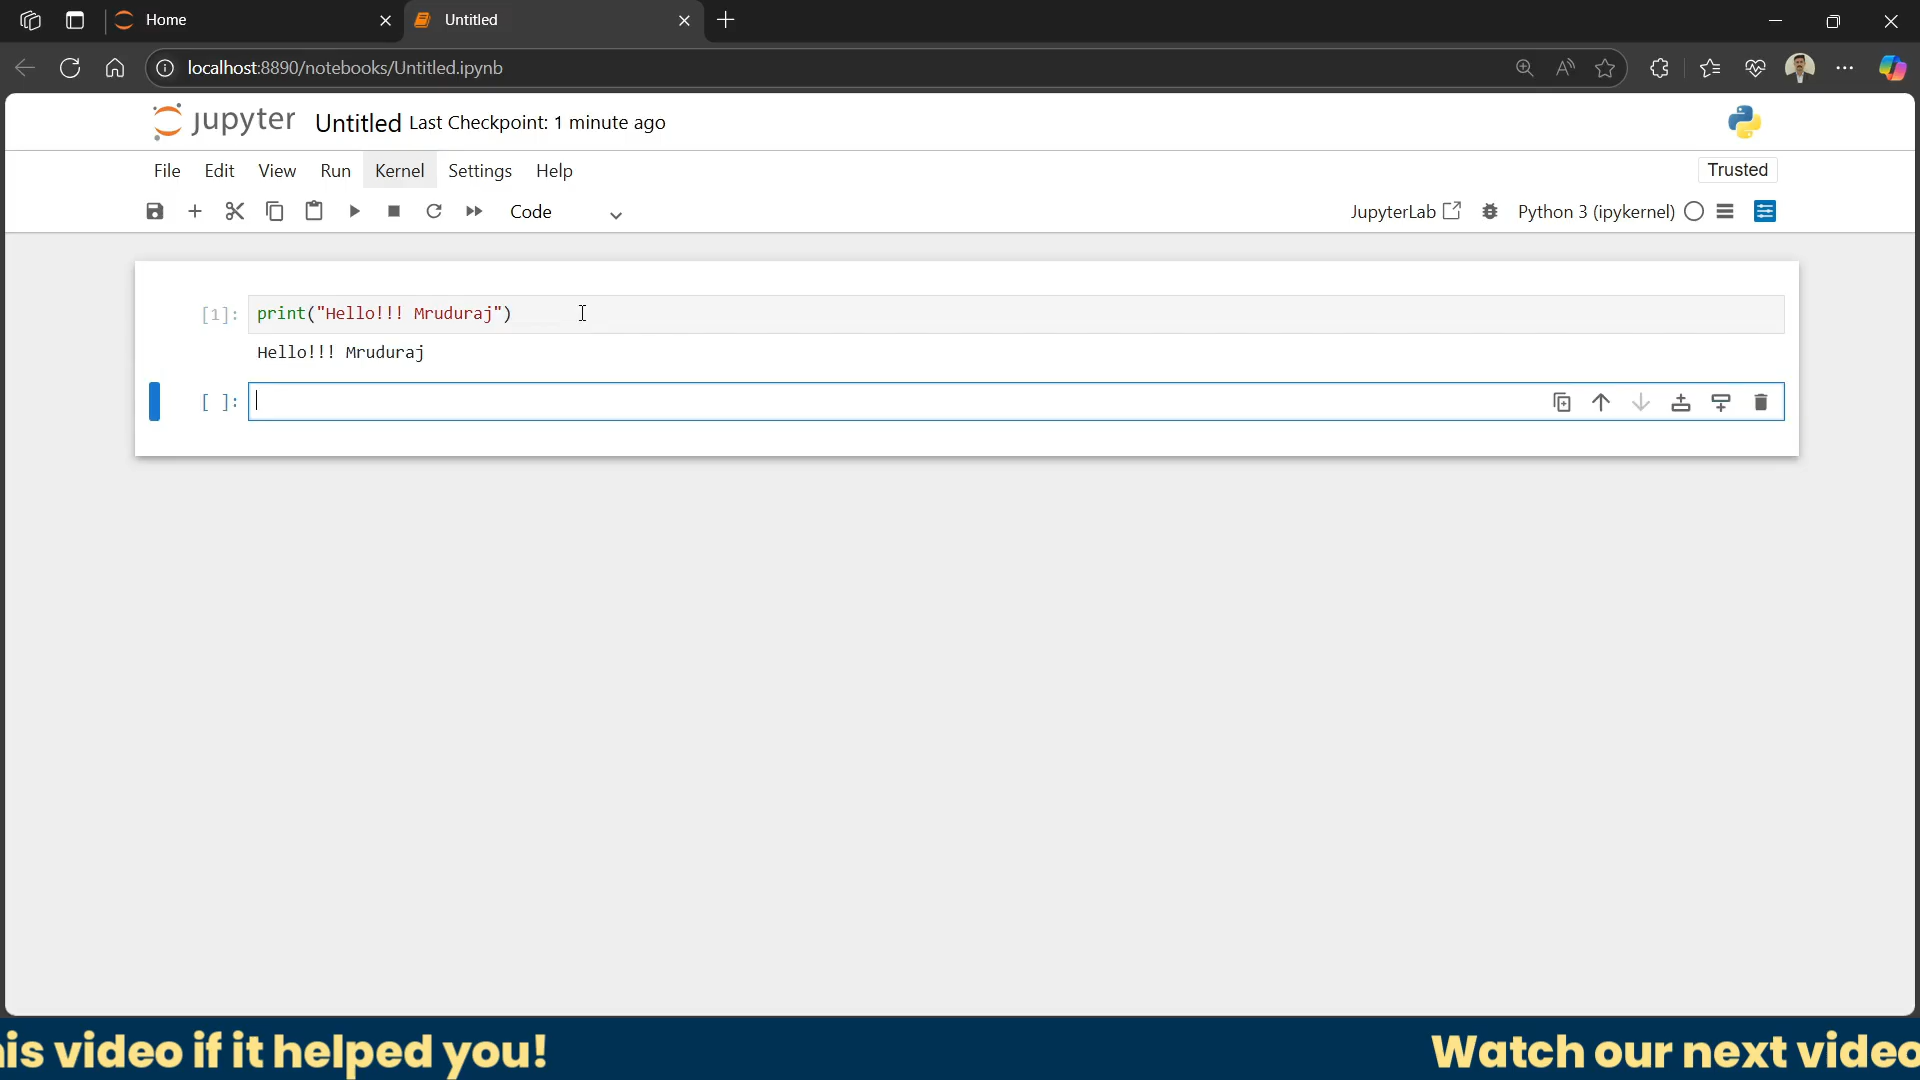 Home
Untitled
localhost:8890/notebooks/Untitled.ipynb
jupyter Untitled Last Checkpoint: 1 minute ago
File Edit View Run Kernel Settings Help
Trusted
Code
JupyterLab
Python 3 (ipykernel)
[1]: print("Hello!!! Mruduraj")
Hello!!! Mruduraj
[ ]:
is video if it helped you! Watch our next video